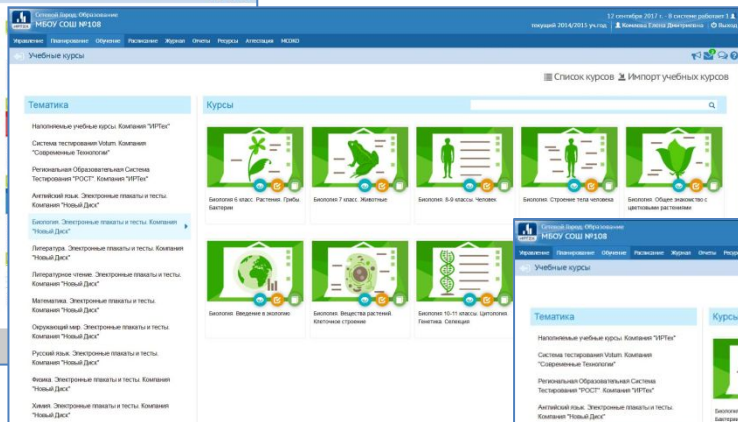 Сетевой Город. Образование
МБОУ СОШ №108
12 сентября 2017 г. - В системе работает 1
текущий 2014/2015 уч.год
Елена Дмитриевна
Выход
Управление Планирование Обучение Расписание Журнал Отчеты Ресурсы Аттестация МСОКО
Учебные курсы
Список курсов Импорт учебных курсов
Тематика
Наполняемые учебные курсы. Компания "ИРТех"
Система тестирования Votum. Компания
"Современные Технологии"
Региональная Образовательная Система
Тестирования "РОСТ". Компания "ИРТех"
Английский язык. Электронные плакаты и тесты.
Компания "Новый Диск"
Биология. Электронные плакаты и тесты. Компания
"Новый Диск"
Литература. Электронные плакаты и тесты. Компания
"Новый Диск"
Литературное чтение. Электронные плакаты и тесты.
Компания "Новый Диск"
Математика. Электронные плакаты и тесты.
Компания "Новый Диск"
Окружающий мир. Электронные плакаты и тесты.
Компания "Новый Диск"
Русский язык. Электронные плакаты и тесты.
Компания "Новый Диск"
Физика. Электронные плакаты и тесты. Компания
"Новый Диск"
Химия. Электронные плакаты и тесты. Компания
"Новый Диск"
Курсы
Биология 6 класс. Растения. Грибы.
Бактерии
Биология 7 класс. Животные
Биология. 8-9 классы. Человек
Биология. Строение тела человека
Биология. Общее знакомство с
цветковыми растениями
Биология. Введение в экологию
Биология. Вещества растений.
Клеточное строение
Биология 10-11 классы. Цитология.
Генетика. Селекция
Сетевой Город. Образование
МБОУ СОШ №108
Управление Планирование Обучение Расписание Журнал Отчеты
Учебные курсы
Тематика
Курсы
Наполняемые учебные курсы. Компания "ИРТех"
Система тестирования Votum. Компания
"Современные Технологии"
Региональная Образовательная Система
Тестирования "РОСТ". Компания "ИРТех"
Английский язык. Электронные плакаты и тесты.
Компания "Новый Диск"